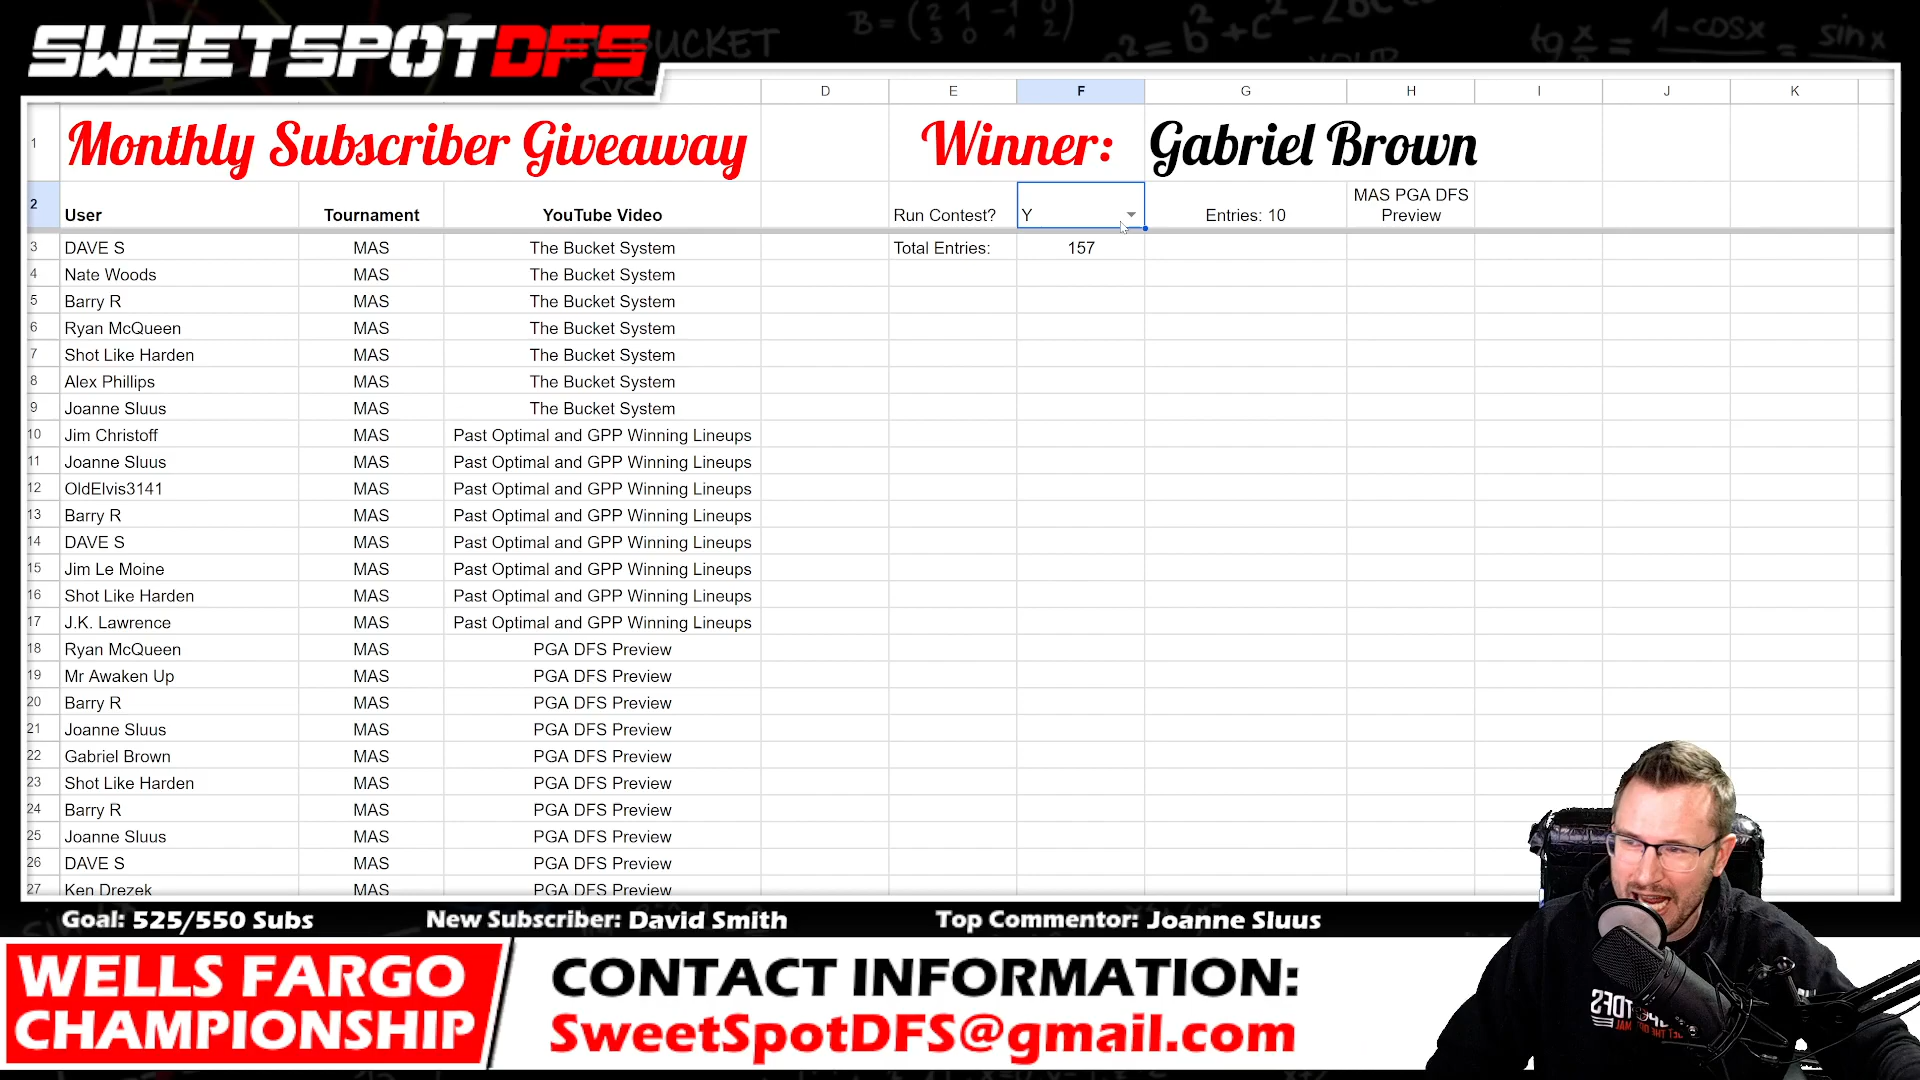 SWEETSPOTDFS
BUCKET
D E F G H I J K
1 Monthly Subscriber Giveaway Winner: Gabriel Brown
2 User Tournament YouTube Video Run Contest? Y Entries: 10 MAS PGA DFS Preview
3 DAVE S MAS The Bucket System Total Entries: 157
4 Nate Woods MAS The Bucket System
5 Barry R MAS The Bucket System
6 Ryan McQueen MAS The Bucket System
7 Shot Like Harden MAS The Bucket System
8 Alex Phillips MAS The Bucket System
9 Joanne Sluus MAS The Bucket System
10 Jim Christoff MAS Past Optimal and GPP Winning Lineups
11 Joanne Sluus MAS Past Optimal and GPP Winning Lineups
12 OldElvis3141 MAS Past Optimal and GPP Winning Lineups
13 Barry R MAS Past Optimal and GPP Winning Lineups
14 DAVE S MAS Past Optimal and GPP Winning Lineups
15 Jim Le Moine MAS Past Optimal and GPP Winning Lineups
16 Shot Like Harden MAS Past Optimal and GPP Winning Lineups
17 J.K. Lawrence MAS Past Optimal and GPP Winning Lineups
18 Ryan McQueen MAS PGA DFS Preview
19 Mr Awaken Up MAS PGA DFS Preview
20 Barry R MAS PGA DFS Preview
21 Joanne Sluus MAS PGA DFS Preview
22 Gabriel Brown MAS PGA DFS Preview
23 Shot Like Harden MAS PGA DFS Preview
24 Barry R MAS PGA DFS Preview
25 Joanne Sluus MAS PGA DFS Preview
26 DAVE S MAS PGA DFS Preview
27 Ken Drezek MAS PGA DFS Preview
Goal: 525/550 Subs New Subscriber: David Smith Top Commentor: Joanne Sluus
WELLS FARGO
CHAMPIONSHIP
CONTACT INFORMATION:
SweetSpotDFS@gmail.com